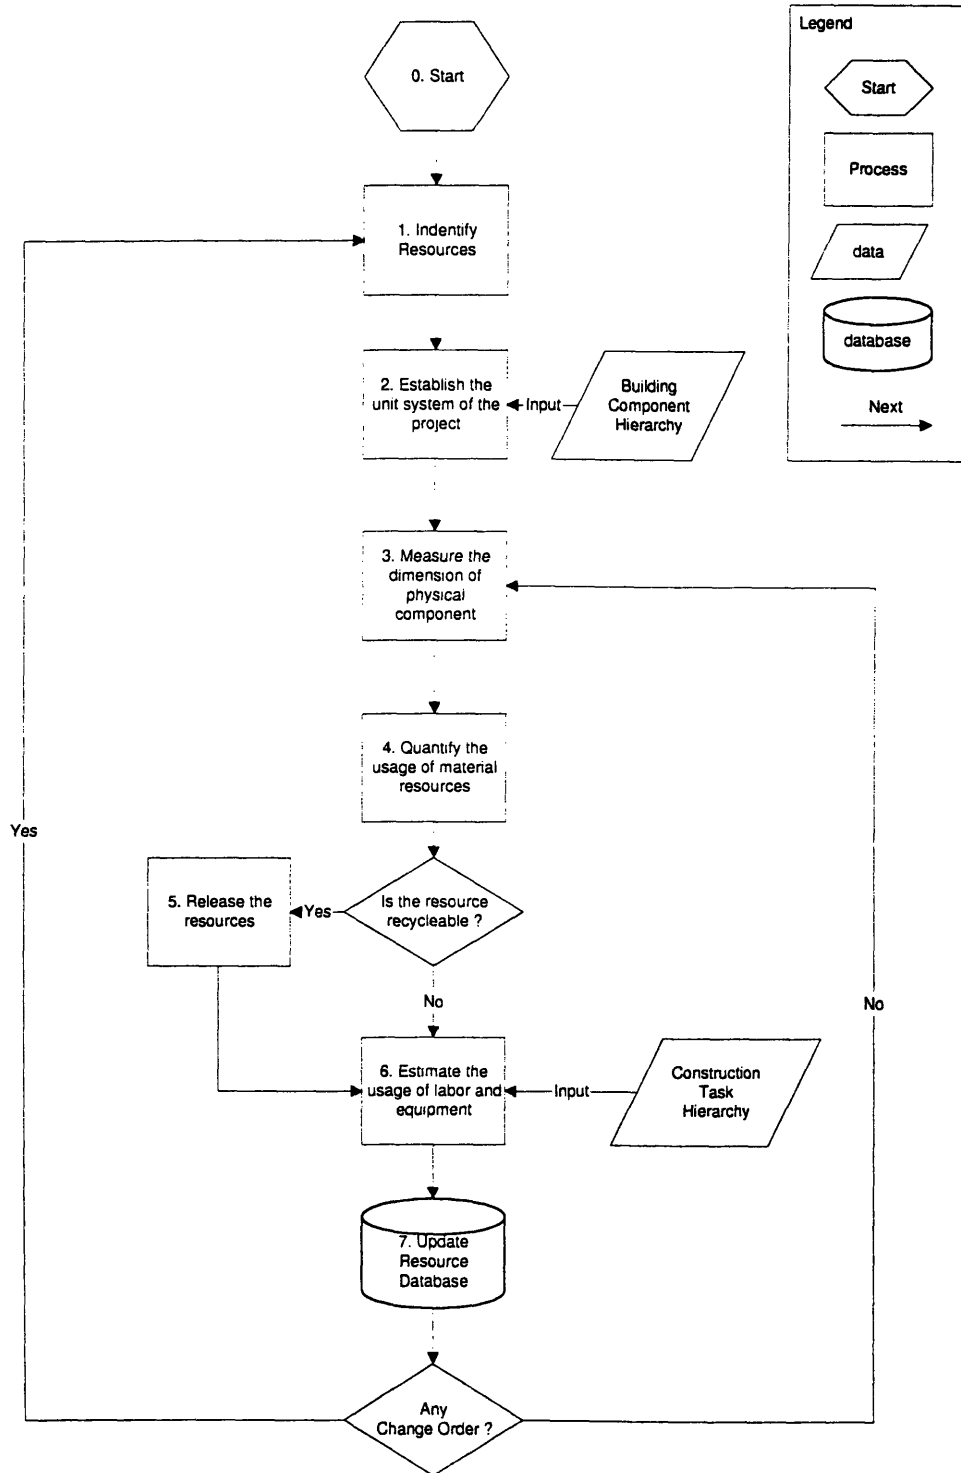 Legend
0. Start
Start
Process
1. Indentify
Resources
data
database
2. Establish the
unit system of the
project
Input
Building
Component
Hierarchy
Next
3. Measure the
dimension of
physical
component
4. Quantify the
usage of material
resources
Yes
5. Release the
resources
Yes
Is the resource
recycleable ?
No
No
6. Estimate the
usage of labor and
equipment
Input
Construction
Task
Hierarchy
7. Update
Resource
Database
Any
Change Order ?